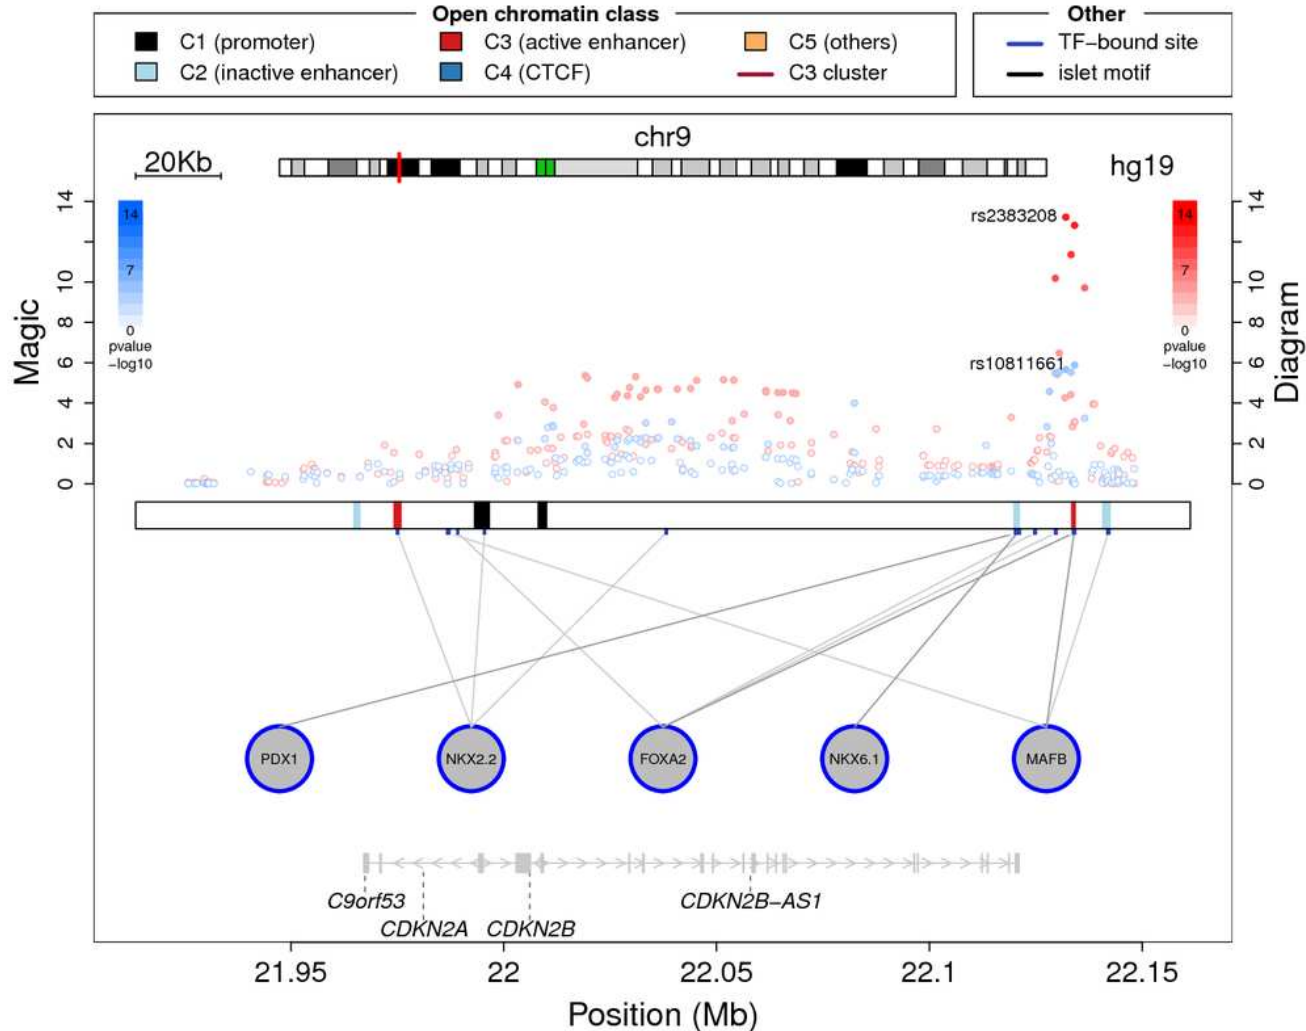 Open chromatin class
Other
C1 (promoter)
C3 (active enhancer)
C5 (others)
TF−bound site
C2 (inactive enhancer)
C4 (CTCF)
C3 cluster
islet motif
chr9
20Kb
hg19
14
14
14
14
rs2383208
10
10
7
7
8
8
0
0
pvalue
pvalue
−log10
−log10
6
6
rs10811661
4
4
2
2
0
0
Magic
Diagram
PDX1
NKX2.2
FOXA2
NKX6.1
MAFB
C9orf53
CDKN2B−AS1
CDKN2A
CDKN2B
21.95
22
22.05
22.1
22.15
Position (Mb)